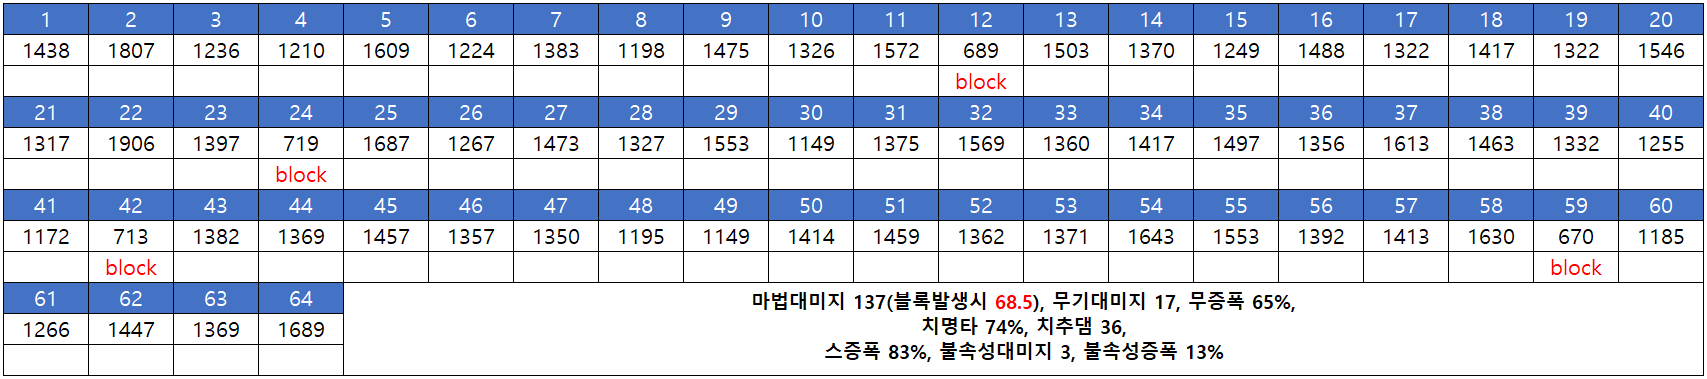 1 2 3 4 5 6 7 8 9 10 11 12 13 14 15 16 17 18 19 20
1438 1807 1236 1210 1609 1224 1383 1198 1475 1326 1572 689 1503 1370 1249 1488 1322 1417 1322 1546
block
21 22 23 24 25 26 27 28 29 30 31 32 33 34 35 36 37 38 39 40
1317 1906 1397 719 1687 1267 1473 1327 1553 1149 1375 1569 1360 1417 1497 1356 1613 1463 1332 1255
block
41 42 43 44 45 46 47 48 49 50 51 52 53 54 55 56 57 58 59 60
1172 713 1382 1369 1457 1357 1350 1195 1149 1414 1459 1362 1371 1643 1553 1392 1413 1630 670 1185
block block
61 62 63 64
1266 1447 1369 1689
마법대미지 137(블록발생시 68.5), 무기대미지 17, 무증폭 65%,
치명타 74%, 치추댐 36,
스증폭 83%, 불속성대미지 3, 불속성증폭 13%